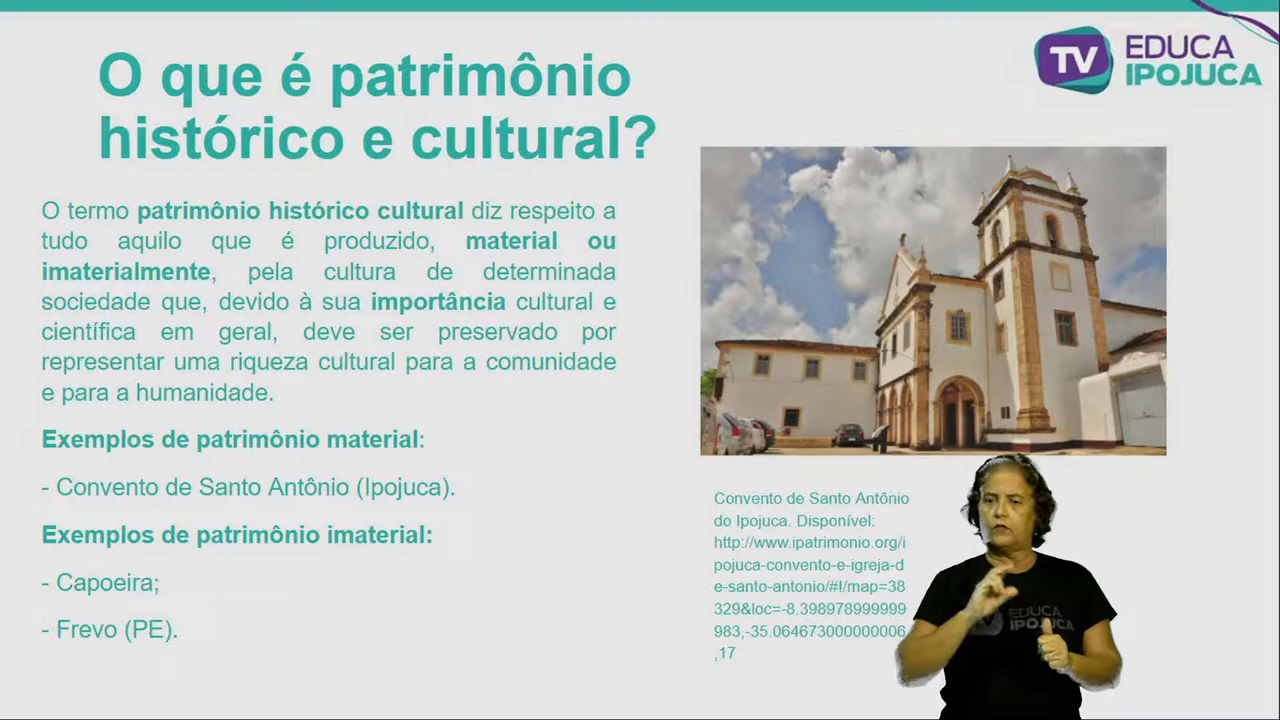 O que é patrimônio
histórico e cultural?
TV EDUCA
IPOJUCA
O termo patrimônio histórico cultural diz respeito a
tudo aquilo que é produzido, material ou
imaterialmente, pela cultura de determinada
sociedade que, devido à sua importância cultural e
científica em geral, deve ser preservado por
representar uma riqueza cultural para a comunidade
e para a humanidade.
Exemplos de patrimônio material:
- Convento de Santo Antônio (Ipojuca).
Exemplos de patrimônio imaterial:
- Capoeira;
- Frevo (PE).
Convento de Santo Antônio
do Ipojuca. Disponível:
http://www.ipatrimonio.org/i
pojuca-convento-e-igreja-d
e-santo-antonio/#!/map=38
329&loc=-8.398978999999
983,-35.064673000000006
,17
EDUCA
IPOJUCA